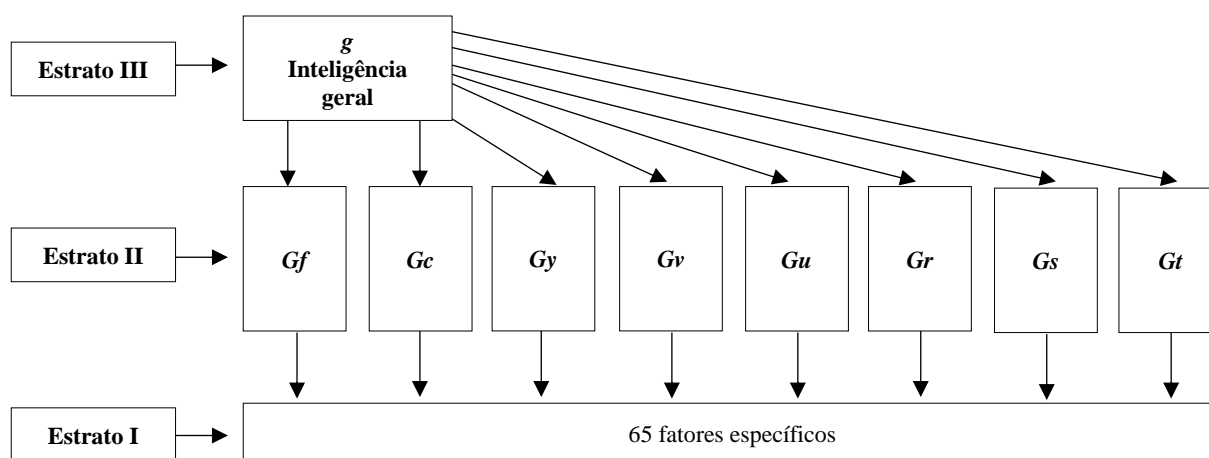 Estrato III
g
Inteligência
geral
Estrato II
Gf
Gc
Gy
Gv
Gu
Gr
Gs
Gt
Estrato I
65 fatores específicos